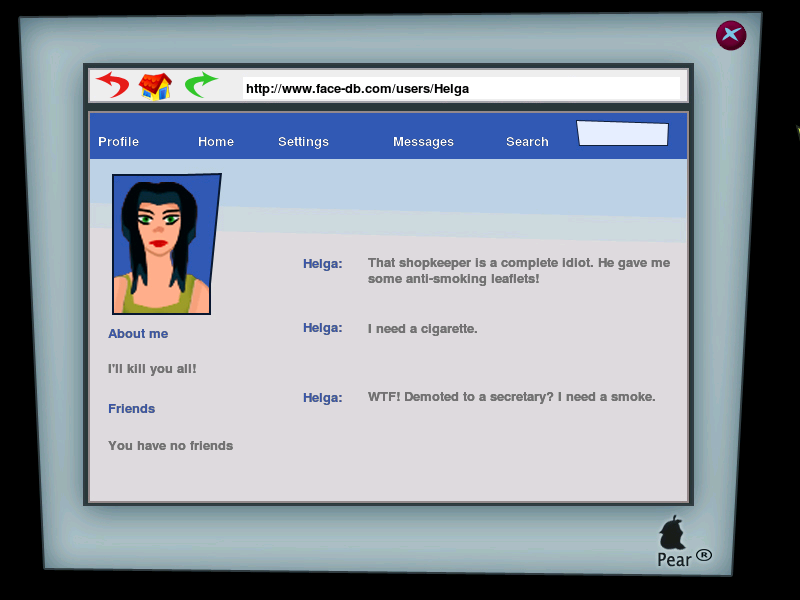 http://www.face-db.com/users/Helga
Profile Home Settings Messages Search
Helga: That shopkeeper is a complete idiot. He gave me
some anti-smoking leaflets!
Helga: I need a cigarette.
Helga: WTF! Demoted to a secretary? I need a smoke.
About me
I'll kill you all!
Friends
You have no friends
Pear ®